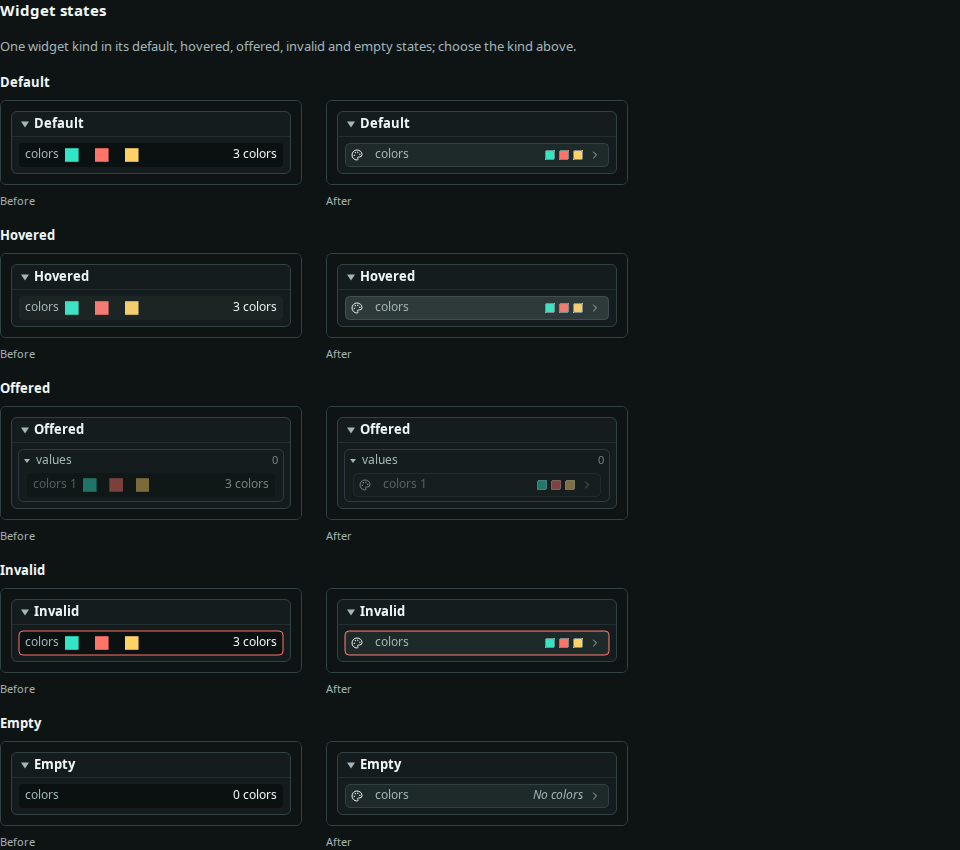 Widget states
One widget kind in its default, hovered, offered, invalid and empty states; choose the kind above.
Default
Default
colors 3 colors
Before
Default
colors
After
Hovered
Hovered
colors 3 colors
Before
Hovered
colors
After
Offered
Offered
values 0
colors 1 3 colors
Before
Offered
values 0
colors 1
After
Invalid
Invalid
colors 3 colors
Before
Invalid
colors
After
Empty
Empty
colors 0 colors
Before
Empty
colors No colors
After